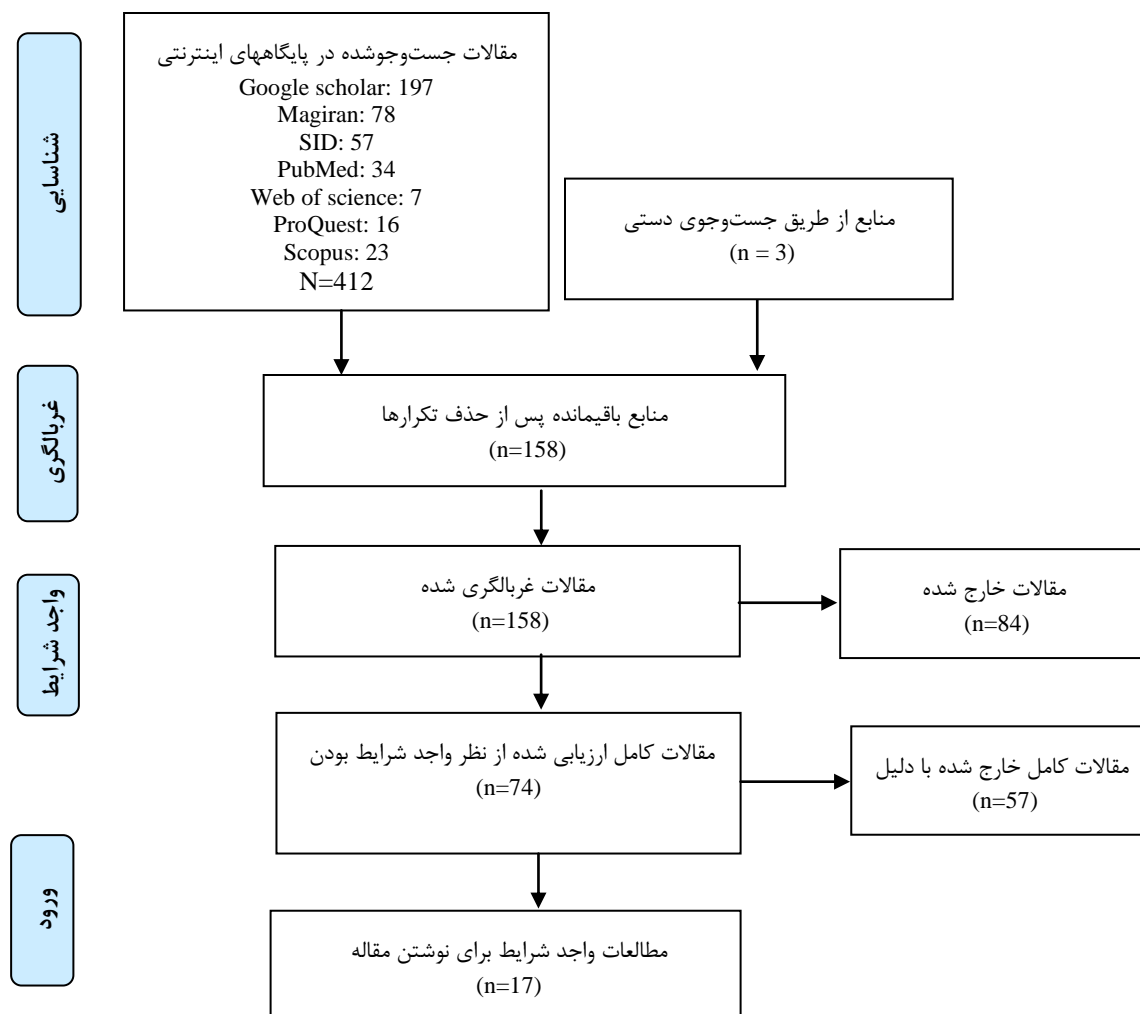 شناسایی
مقالات جست‌وجوشده در پایگاههای اینترنتی
Google scholar: 197
Magiran: 78
SID: 57
PubMed: 34
Web of science: 7
ProQuest: 16
Scopus: 23
N=412
منابع از طریق جست‌وجوی دستی
(n = 3)
غربالگری
منابع باقیمانده پس از حذف تکرارها
(n=158)
واجد شرایط
مقالات غربالگری شده
(n=158)
مقالات خارج شده
(n=84)
مقالات کامل ارزیابی شده از نظر واجد شرایط بودن
(n=74)
مقالات کامل خارج شده با دلیل
(n=57)
ورود
مطالعات واجد شرایط برای نوشتن مقاله
(n=17)